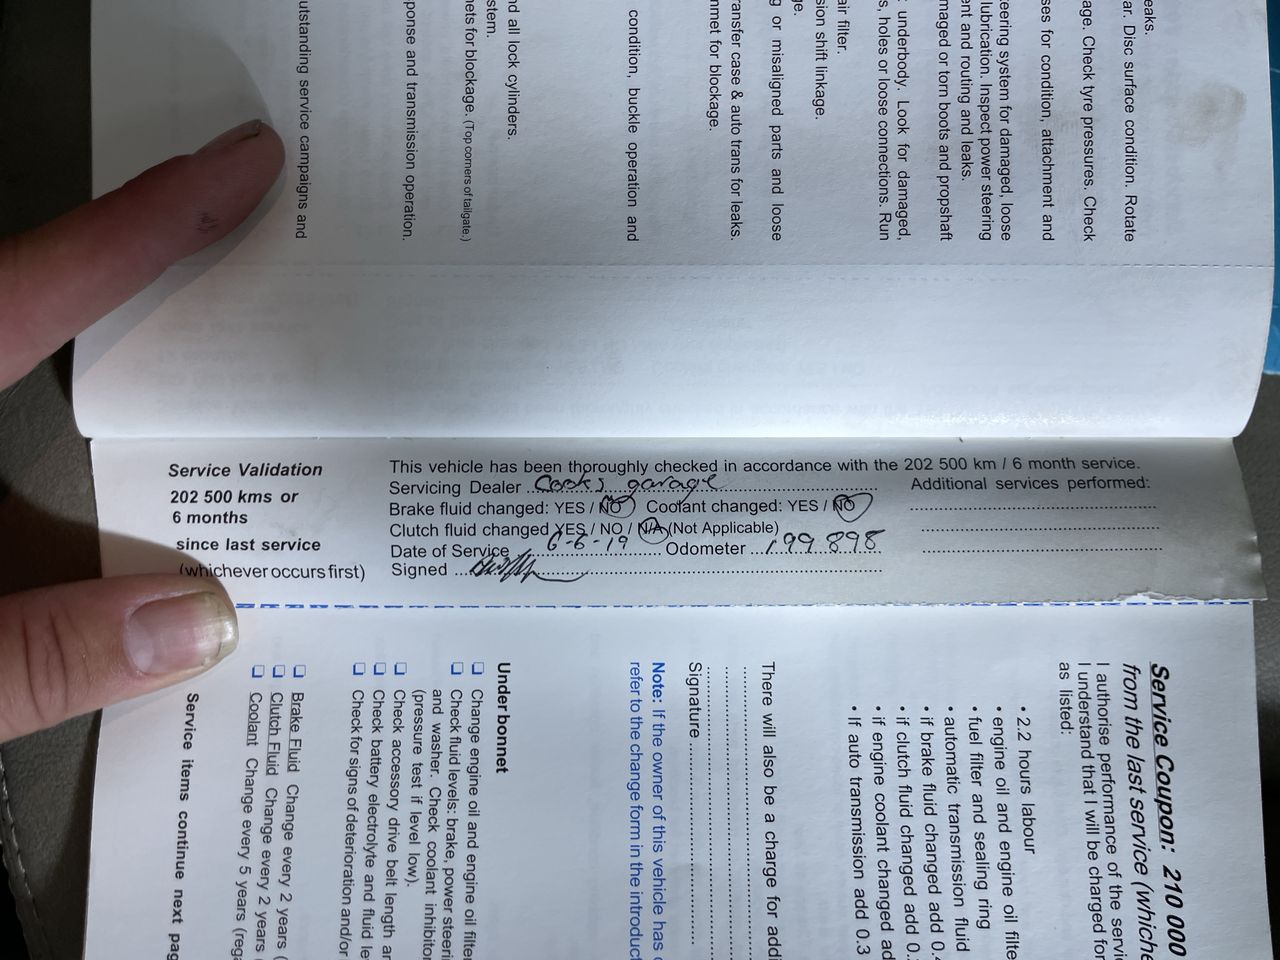 eaks.
ar. Disc surface condition. Rotate
age. Check tyre pressures. Check
ses for condition, attachment and
eering system for damaged, loose
lubrication. Inspect power steering
ent and routing and leaks.
maged or torn boots and propshaft
underbody. Look for damaged,
s, holes or loose connections. Run
air filter.
sion shift linkage.
ge.
g or misaligned parts and loose
ransfer case & auto trans for leaks.
nmet for blockage.
condition, buckle operation and
nd all lock cylinders.
stem.
nets for blockage. (Top corners of tailgate.)
ponse and transmission operation.
utstanding service campaigns and
Service Validation
202 500 kms or
6 months
since last service
(whichever occurs first)
This vehicle has been thoroughly checked in accordance with the 202 500 km / 6 month service.
Servicing Dealer Cooks garage
Brake fluid changed: YES / NO Coolant changed: YES / NO
Clutch fluid changed YES / NO / N/A (Not Applicable)
Date of Service 6-6-19 Odometer 199 898
Signed
Additional services performed:
Service Coupon: 210 000
from the last service (whiche
I authorise performance of the servi
I understand that I will be charged for
as listed:
• 2.2 hours labour
• engine oil and engine oil filte
• fuel filter and sealing ring
• automatic transmission fluid
• if brake fluid changed add 0.4
• if clutch fluid changed add 0.
• if engine coolant changed ad
• If auto transmission add 0.3
There will also be a charge for addi
Signature
Note: If the owner of this vehicle has c
refer to the change form in the introduct
Under bonnet
❏ Change engine oil and engine oil filter
❏ Check fluid levels: brake, power steeri
and washer. Check coolant inhibitor
(pressure test if level low).
❏ Check accessory drive belt length an
❏ Check battery electrolyte and fluid le
❏ Check for signs of deterioration and/or
❏ Brake Fluid Change every 2 years (
❏ Clutch Fluid Change every 2 years (
❏ Coolant Change every 5 years (rega
Service items continue next pag